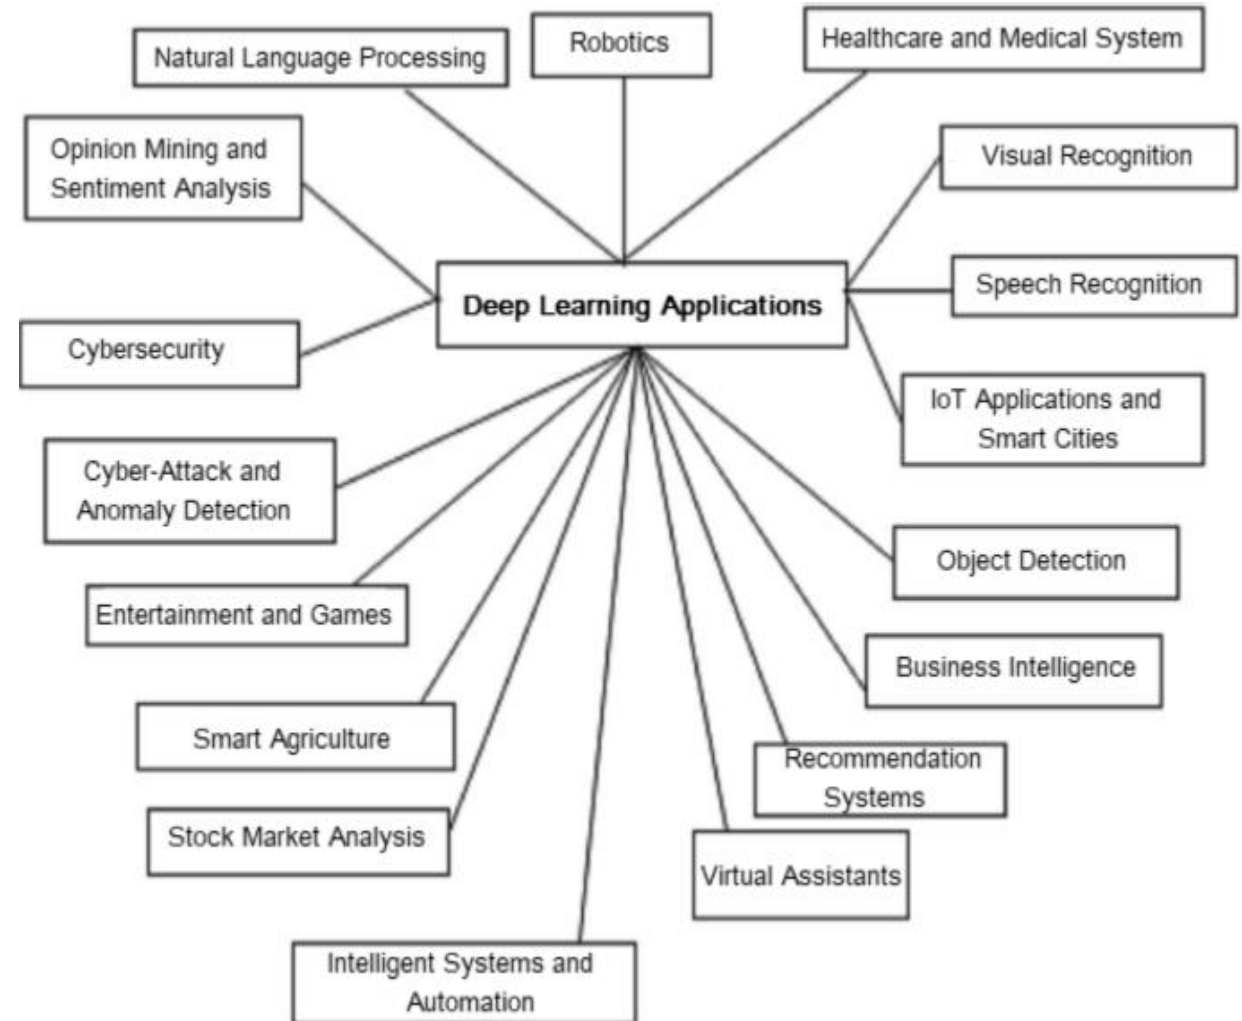 Natural Language Processing
Robotics
Healthcare and Medical System
Opinion Mining and
Sentiment Analysis
Visual Recognition
Deep Learning Applications
Speech Recognition
Cybersecurity
IoT Applications and
Smart Cities
Cyber-Attack and
Anomaly Detection
Object Detection
Entertainment and Games
Business Intelligence
Smart Agriculture
Recommendation
Systems
Stock Market Analysis
Virtual Assistants
Intelligent Systems and
Automation